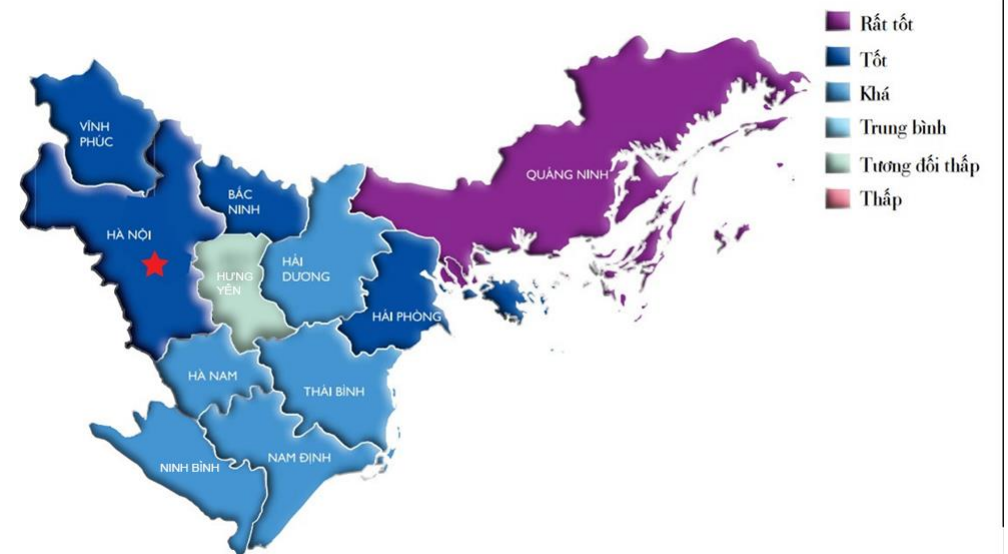 Rất tốt
Tốt
Khá
Trung bình
Tương đối thấp
Thấp
VĨNH
PHÚC
BẮC
NINH
QUẢNG NINH
HÀ NỘI
HƯNG
YÊN
HẢI
DƯƠNG
HẢI PHÒNG
HÀ NAM
THÁI BÌNH
NINH BÌNH
NAM ĐỊNH